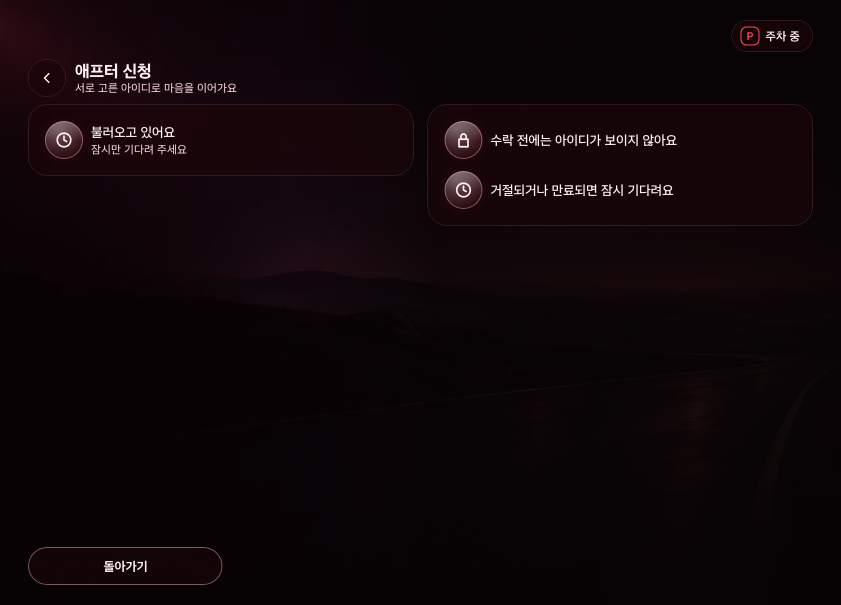 P 주차 중
애프터 신청
서로 고른 아이디로 마음을 이어가요
불러오고 있어요
잠시만 기다려 주세요
수락 전에는 아이디가 보이지 않아요
거절되거나 만료되면 잠시 기다려요
돌아가기